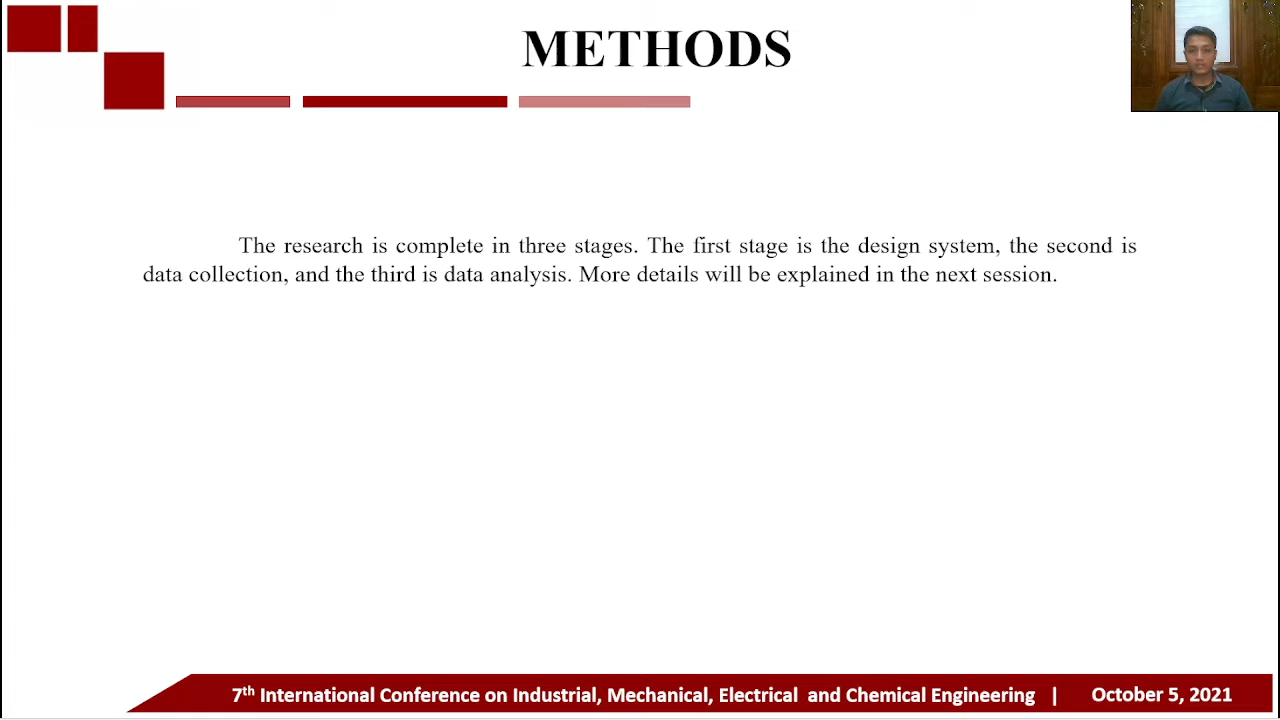 METHODS
The research is complete in three stages. The first stage is the design system, the second is
data collection, and the third is data analysis. More details will be explained in the next session.
7th International Conference on Industrial, Mechanical, Electrical and Chemical Engineering | October 5, 2021